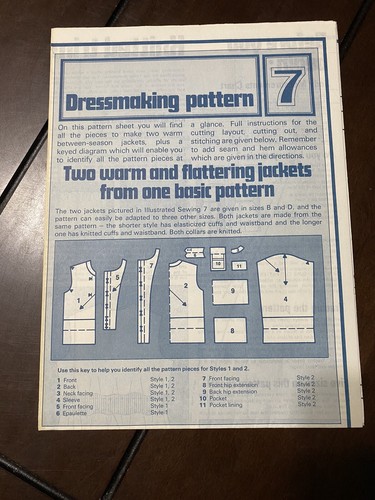 Dressmaking pattern
7
On this pattern sheet you will find
all the pieces to make two warm
between-season jackets, plus a
keyed diagram which will enable you
to identify all the pattern pieces at
a glance. Full instructions for the
cutting layout, cutting out, and
stitching are given below. Remember
to add seam and hem allowances
which are given in the directions.
Two warm and flattering jackets
from one basic pattern
The two jackets pictured in Illustrated Sewing 7 are given in sizes B and D, and the
pattern can easily be adapted to three other sizes. Both jackets are made from the
same pattern – the shorter style has elasticized cuffs and waistband and the longer
one has knitted cuffs and waistband. Both collars are knitted.
1
5
7
2
10
11
9
8
4
Use this key to help you identify all the pattern pieces for Styles 1 and 2.
1 Front Style 1, 2
2 Back Style 1, 2
3 Neck facing Style 1, 2
4 Sleeve Style 1, 2
5 Front facing Style 1
6 Epaulette Style 1
7 Front facing Style 2
8 Front hip extension Style 2
9 Back hip extension Style 2
10 Pocket Style 2
11 Pocket lining Style 2